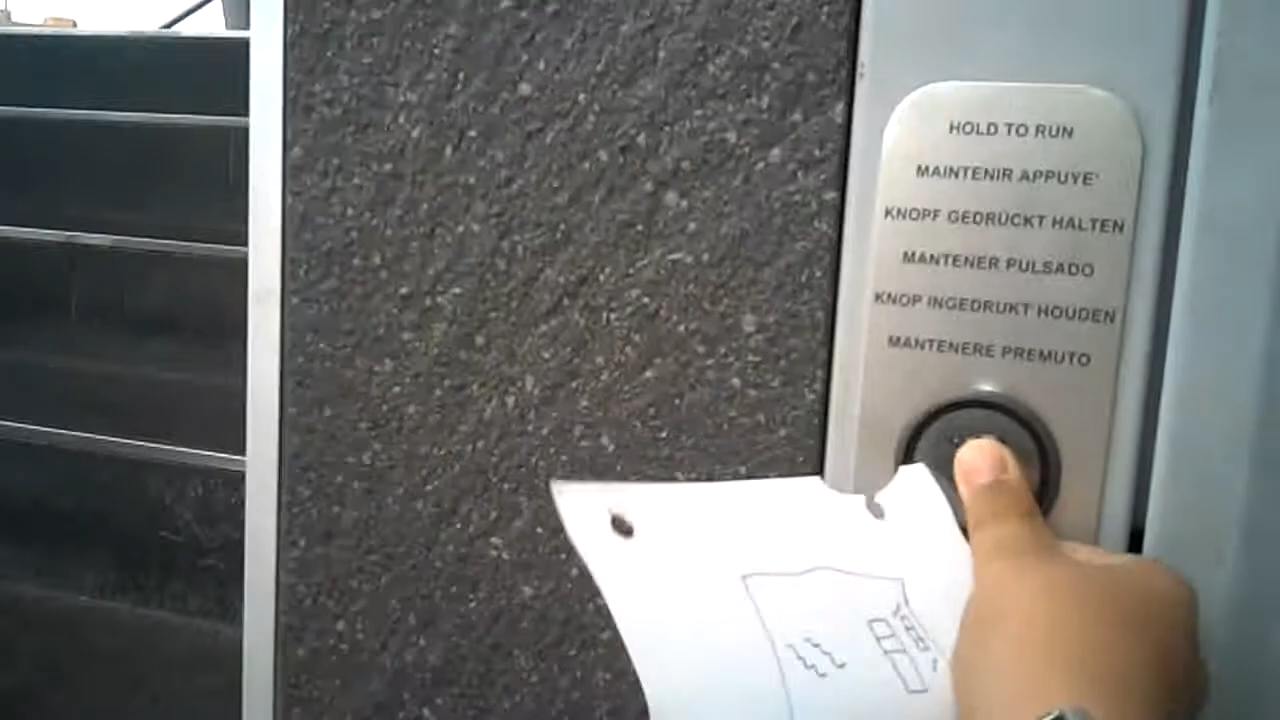 HOLD TO RUN
MAINTENIR APPUYE'
KNOPF GEDRÜCKT HALTEN
MANTENER PULSADO
KNOP INGEDRUKT HOUDEN
MANTENERE PREMUTO